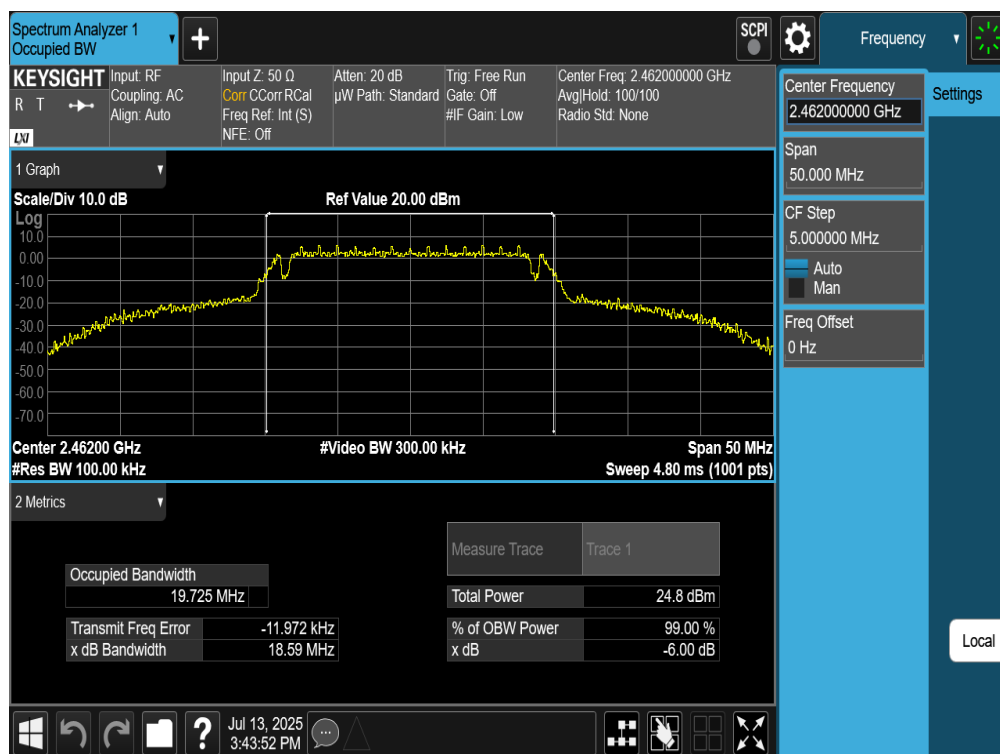 Spectrum Analyzer 1
Occupied BW
+
SCPI
Frequency
KEYSIGHT
R T
LXI
Input: RF
Coupling: AC
Align: Auto
Input Z: 50 Ω
Corr CCorr RCal
Freq Ref: Int (S)
NFE: Off
Atten: 20 dB
µW Path: Standard
Trig: Free Run
Gate: Off
#IF Gain: Low
Center Freq: 2.462000000 GHz
Avg|Hold: 100/100
Radio Std: None
Center Frequency
2.462000000 GHz
Settings
Span
50.000 MHz
CF Step
5.000000 MHz
Auto
Man
Freq Offset
0 Hz
1 Graph
Scale/Div 10.0 dB
Ref Value 20.00 dBm
Log
10.0
0.00
-10.0
-20.0
-30.0
-40.0
-50.0
-60.0
-70.0
Center 2.46200 GHz
#Video BW 300.00 kHz
Span 50 MHz
#Res BW 100.00 kHz
Sweep 4.80 ms (1001 pts)
2 Metrics
Measure Trace
Trace 1
Occupied Bandwidth
19.725 MHz
Total Power
24.8 dBm
Transmit Freq Error
-11.972 kHz
% of OBW Power
99.00 %
x dB Bandwidth
18.59 MHz
x dB
-6.00 dB
Local
?
Jul 13, 2025
3:43:52 PM